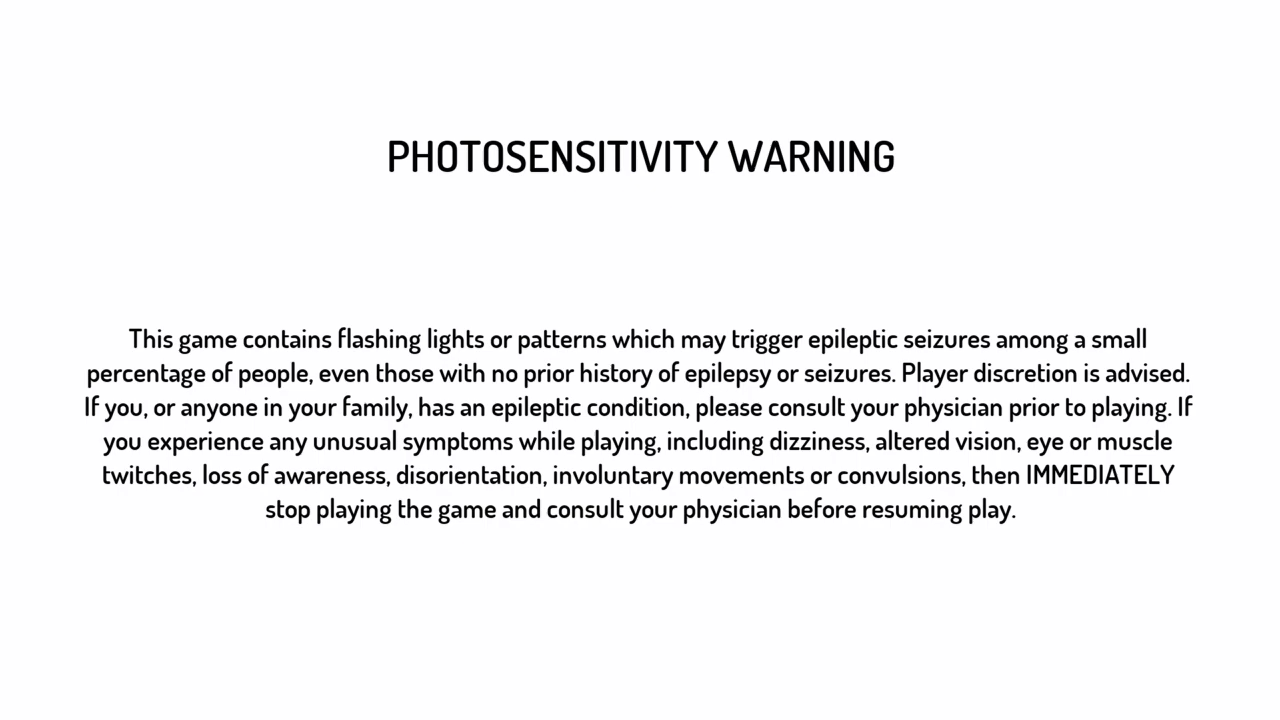 PHOTOSENSITIVITY WARNING
This game contains flashing lights or patterns which may trigger epileptic seizures among a small
percentage of people, even those with no prior history of epilepsy or seizures. Player discretion is advised.
If you, or anyone in your family, has an epileptic condition, please consult your physician prior to playing. If
you experience any unusual symptoms while playing, including dizziness, altered vision, eye or muscle
twitches, loss of awareness, disorientation, involuntary movements or convulsions, then IMMEDIATELY
stop playing the game and consult your physician before resuming play.